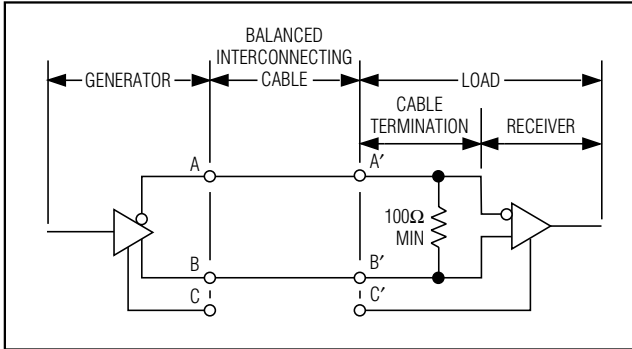 BALANCED
INTERCONNECTING
CABLE
GENERATOR
LOAD
CABLE
TERMINATION
RECEIVER
A
A′
100Ω
MIN
B
B′
C
C′